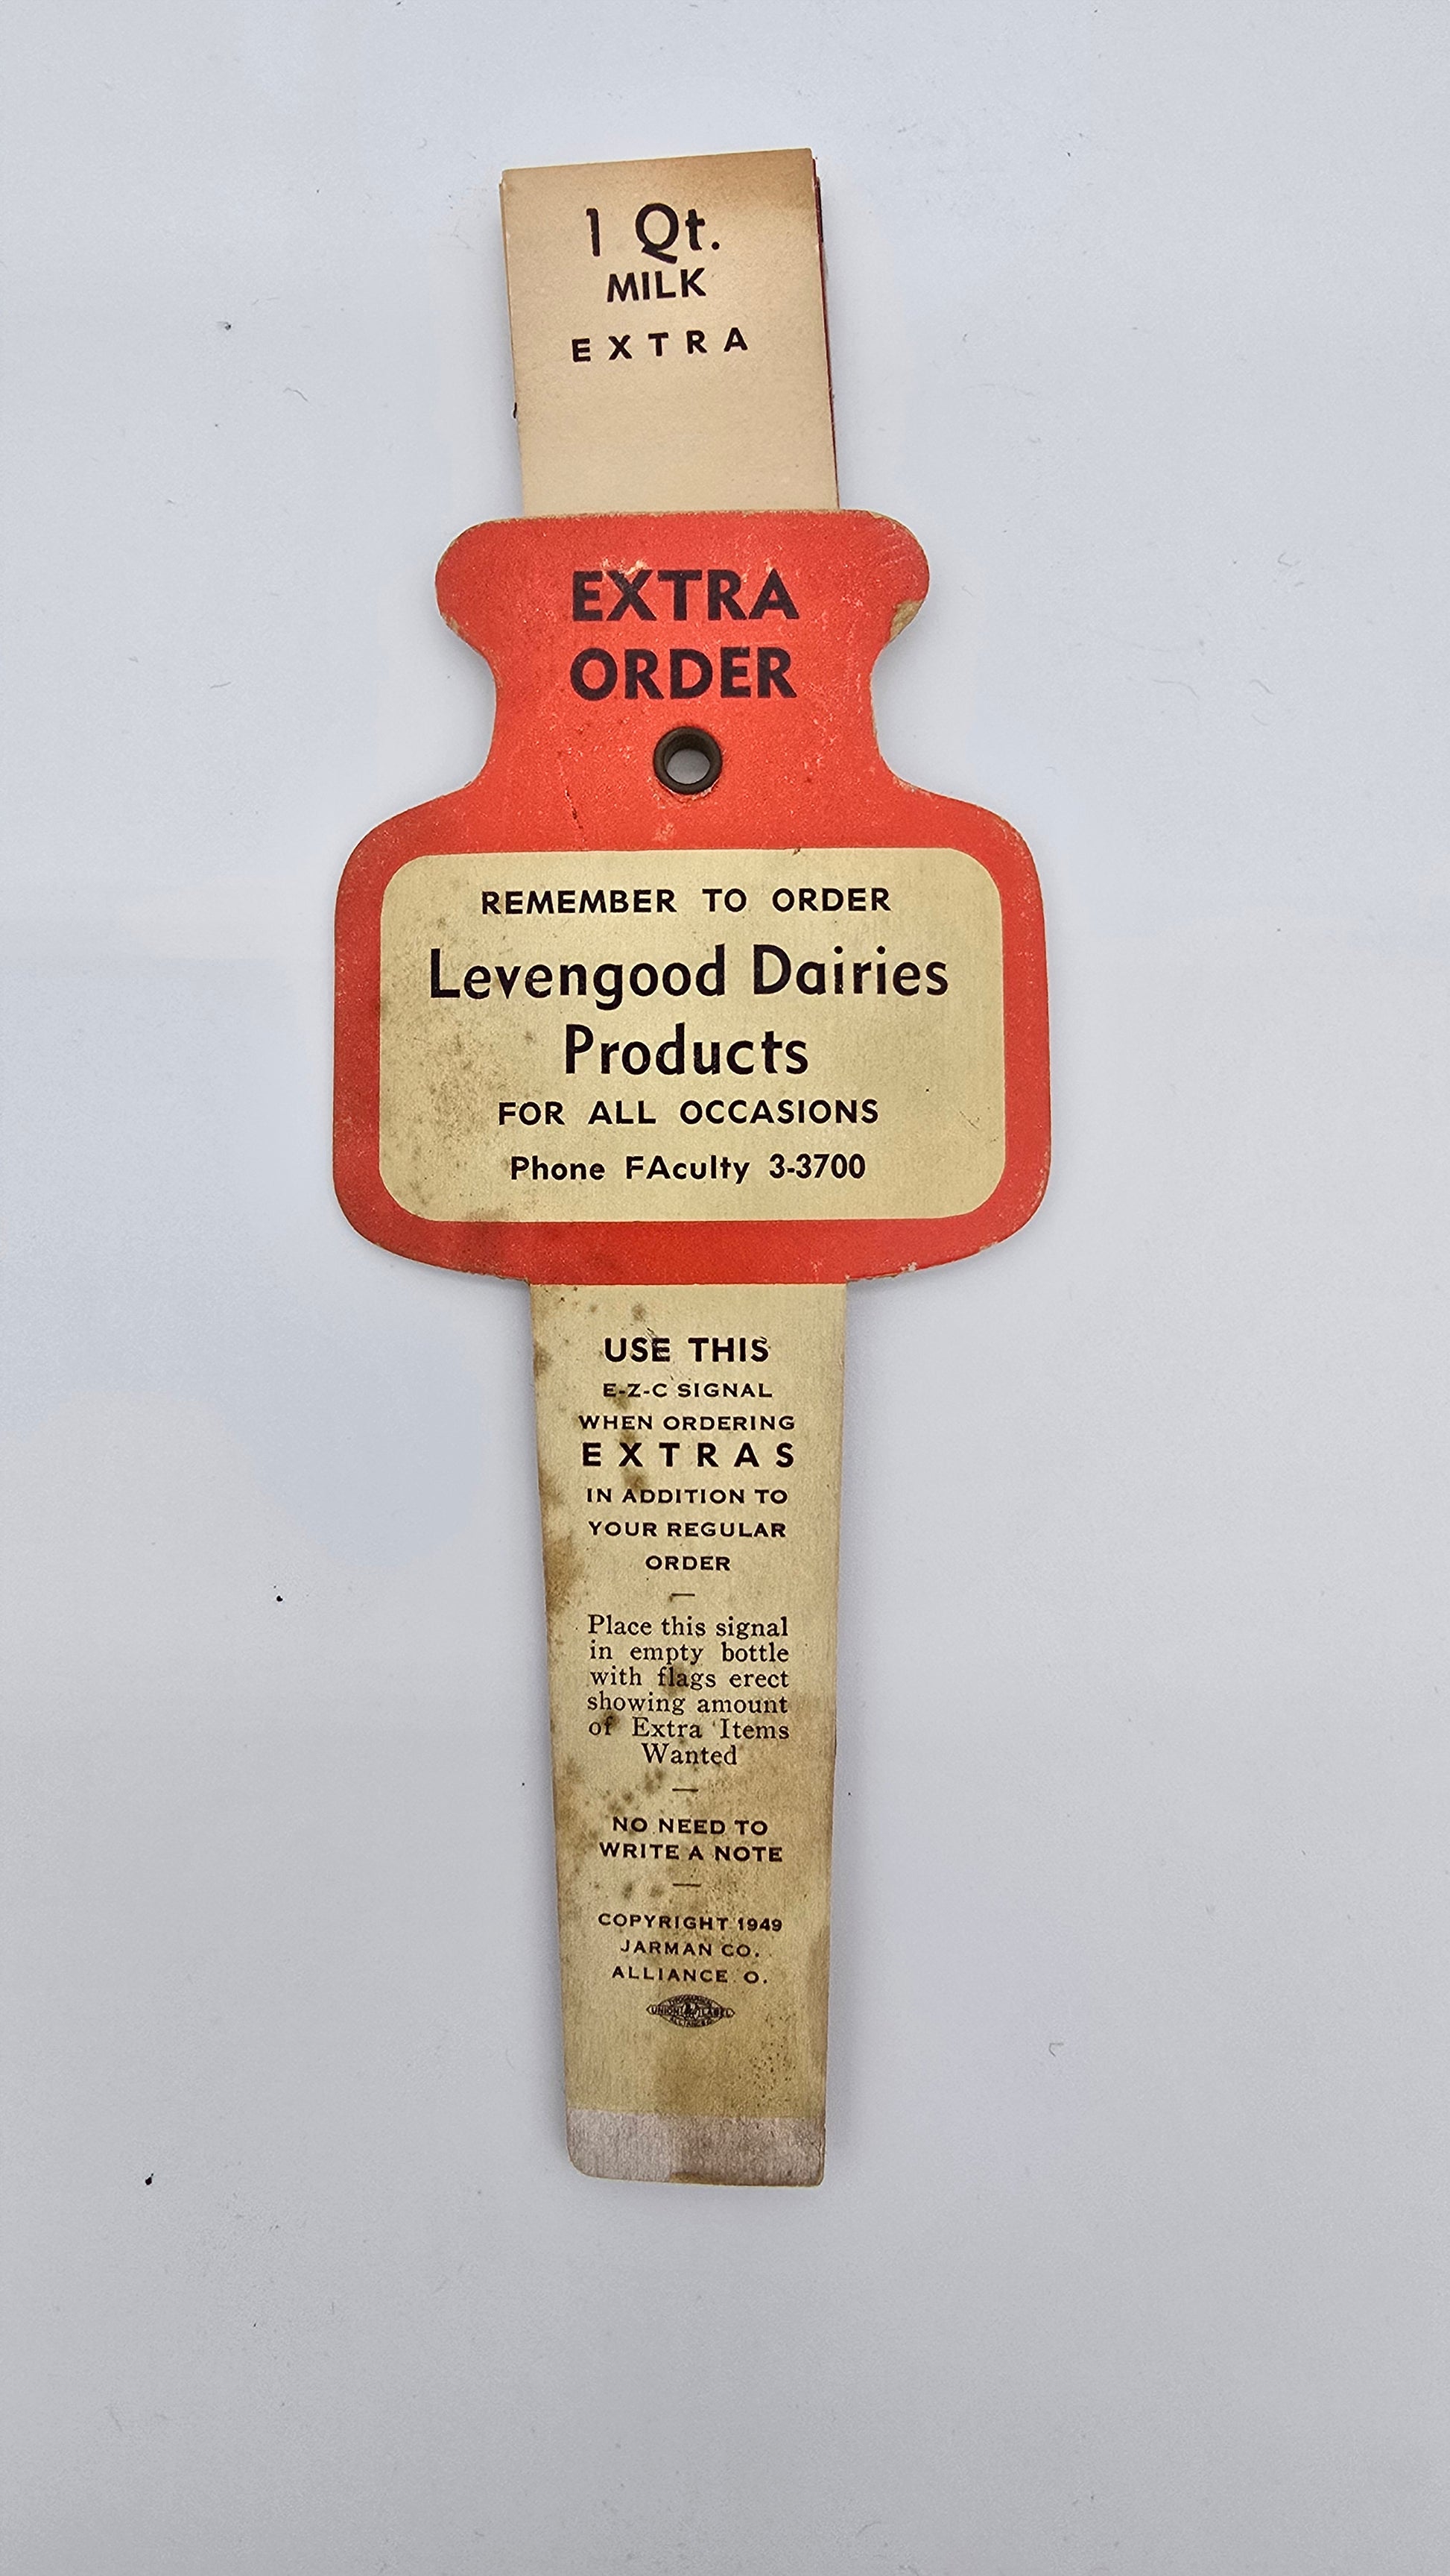 1 Qt.
MILK
EXTRA
EXTRA
ORDER
REMEMBER TO ORDER
Levengood Dairies
Products
FOR ALL OCCASIONS
Phone FAculty 3-3700
USE THIS
E-Z-C SIGNAL
WHEN ORDERING
EXTRAS
IN ADDITION TO
YOUR REGULAR
ORDER
Place this signal
in empty bottle
with flags erect
showing amount
of Extra Items
Wanted
NO NEED TO
WRITE A NOTE
COPYRIGHT 1949
JARMAN CO.
ALLIANCE O.
UNION LABEL